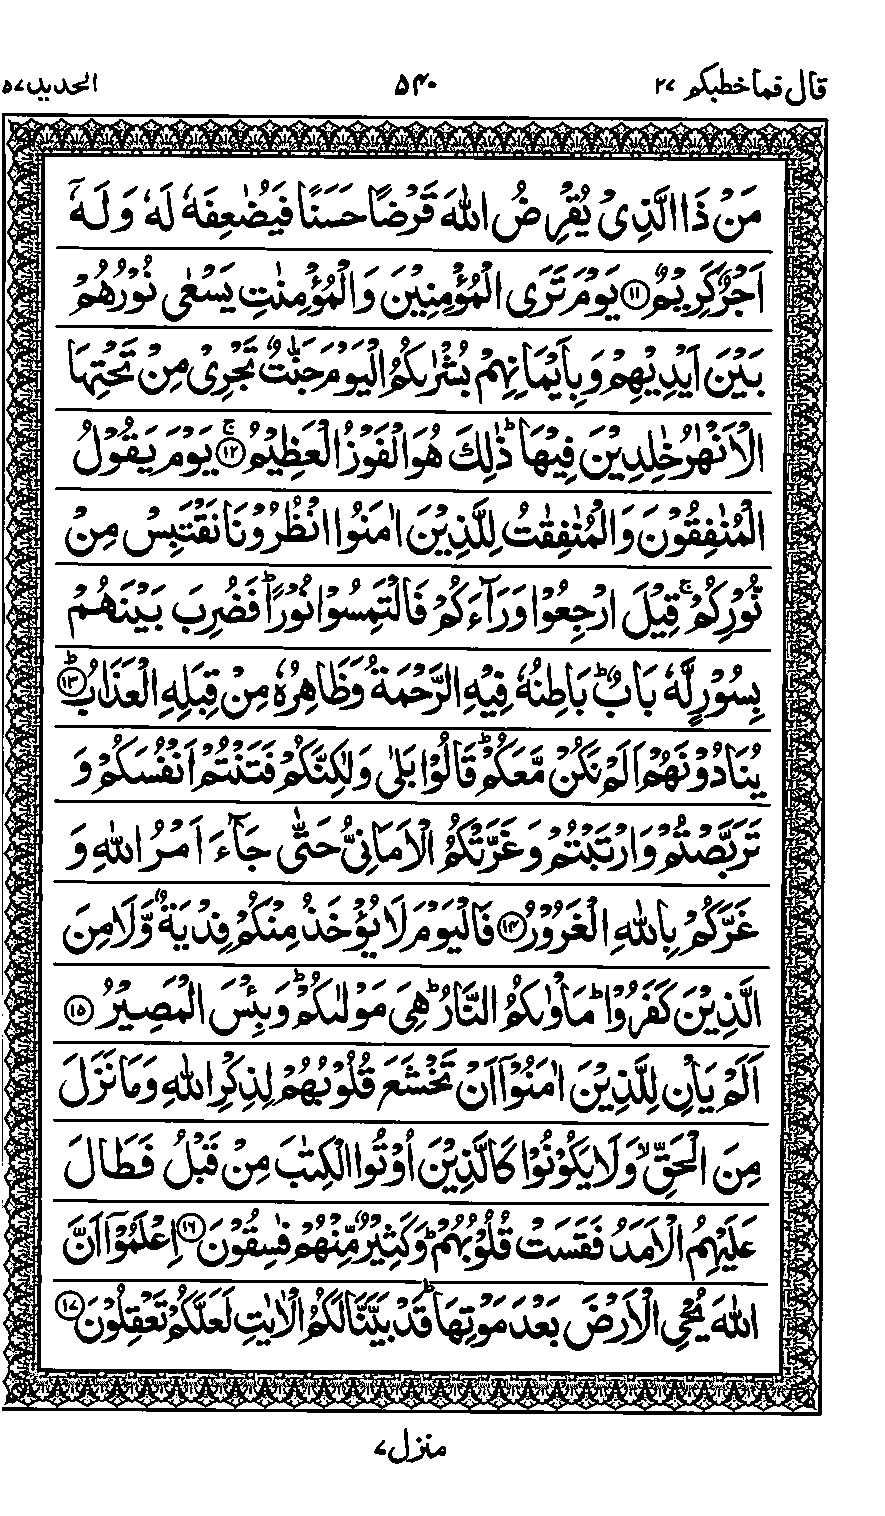 قال فما خطبكم ٢٧ ٥٤٠ الحديد ٥٧
مَنْ ذَا الَّذِیْ یُقْرِضُ اللّٰهَ قَرْضًا حَسَنًا فَیُضٰعِفَهٗ لَهٗ وَ لَهٗۤ
اَجْرٌ كَرِیْمٌ ﴿١١﴾ یَوْمَ تَرَی الْمُؤْمِنِیْنَ وَ الْمُؤْمِنٰتِ یَسْعٰی نُوْرُهُمْ
بَیْنَ اَیْدِیْهِمْ وَ بِاَیْمَانِهِمْ بُشْرٰىكُمُ الْیَوْمَ جَنّٰتٌ تَجْرِیْ مِنْ تَحْتِهَا
الْاَنْهٰرُ خٰلِدِیْنَ فِیْهَا ؕ ذٰلِكَ هُوَ الْفَوْزُ الْعَظِیْمُ ﴿١٢﴾ۚ یَوْمَ یَقُوْلُ
الْمُنٰفِقُوْنَ وَ الْمُنٰفِقٰتُ لِلَّذِیْنَ اٰمَنُوا انْظُرُوْنَا نَقْتَبِسْ مِنْ
نُّوْرِكُمْ ۚ قِیْلَ ارْجِعُوْا وَرَآءَكُمْ فَالْتَمِسُوْا نُوْرًا ؕ فَضُرِبَ بَیْنَهُمْ
بِسُوْرٍ لَّهٗ بَابٌ ؕ بَاطِنُهٗ فِیْهِ الرَّحْمَةُ وَ ظَاهِرُهٗ مِنْ قِبَلِهِ الْعَذَابُ ﴿١٣﴾ؕ
یُنَادُوْنَهُمْ اَلَمْ نَكُنْ مَّعَكُمْ ؕ قَالُوْا بَلٰی وَ لٰكِنَّكُمْ فَتَنْتُمْ اَنْفُسَكُمْ وَ
تَرَبَّصْتُمْ وَ ارْتَبْتُمْ وَ غَرَّتْكُمُ الْاَمَانِیُّ حَتّٰی جَآءَ اَمْرُ اللّٰهِ وَ
غَرَّكُمْ بِاللّٰهِ الْغَرُوْرُ ﴿١٤﴾ فَالْیَوْمَ لَا یُؤْخَذُ مِنْكُمْ فِدْیَةٌ وَّ لَا مِنَ
الَّذِیْنَ كَفَرُوْا ؕ مَاْوٰىكُمُ النَّارُ ؕ هِیَ مَوْلٰىكُمْ ؕ وَ بِئْسَ الْمَصِیْرُ ﴿١٥﴾
اَلَمْ یَاْنِ لِلَّذِیْنَ اٰمَنُوْۤا اَنْ تَخْشَعَ قُلُوْبُهُمْ لِذِكْرِ اللّٰهِ وَ مَا نَزَلَ
مِنَ الْحَقِّ ۙ وَ لَا یَكُوْنُوْا كَالَّذِیْنَ اُوْتُوا الْكِتٰبَ مِنْ قَبْلُ فَطَالَ
عَلَیْهِمُ الْاَمَدُ فَقَسَتْ قُلُوْبُهُمْ ؕ وَ كَثِیْرٌ مِّنْهُمْ فٰسِقُوْنَ ﴿١٦﴾ اِعْلَمُوْۤا اَنَّ
اللّٰهَ یُحْیِ الْاَرْضَ بَعْدَ مَوْتِهَا ؕ قَدْ بَیَّنَّا لَكُمُ الْاٰیٰتِ لَعَلَّكُمْ تَعْقِلُوْنَ ﴿١٧﴾
منزل ٧